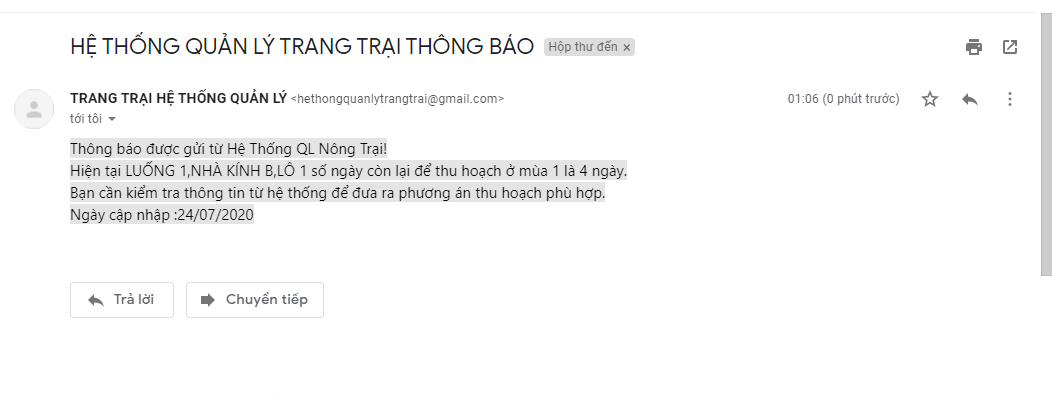 HỆ THỐNG QUẢN LÝ TRANG TRẠI THÔNG BÁO Hộp thư đến ×
TRANG TRẠI HỆ THỐNG QUẢN LÝ <hethongquanlytrangtrai@gmail.com> 01:06 (0 phút trước)
tới tôi
Thông báo được gửi từ Hệ Thống QL Nông Trại!
Hiện tại LUỐNG 1,NHÀ KÍNH B,LÔ 1 số ngày còn lại để thu hoạch ở mùa 1 là 4 ngày.
Bạn cần kiểm tra thông tin từ hệ thống để đưa ra phương án thu hoạch phù hợp.
Ngày cập nhập :24/07/2020
Trả lời Chuyển tiếp